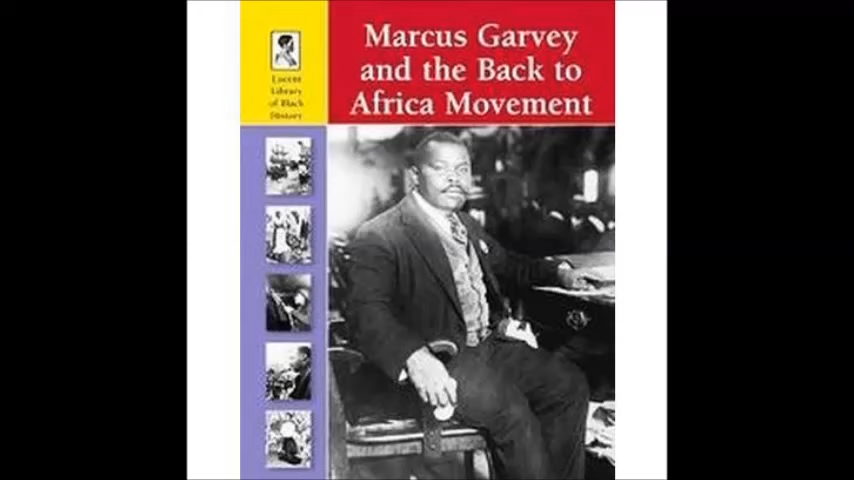 Marcus Garvey
and the Back to
Africa Movement
Lucent
Library
of Black
History